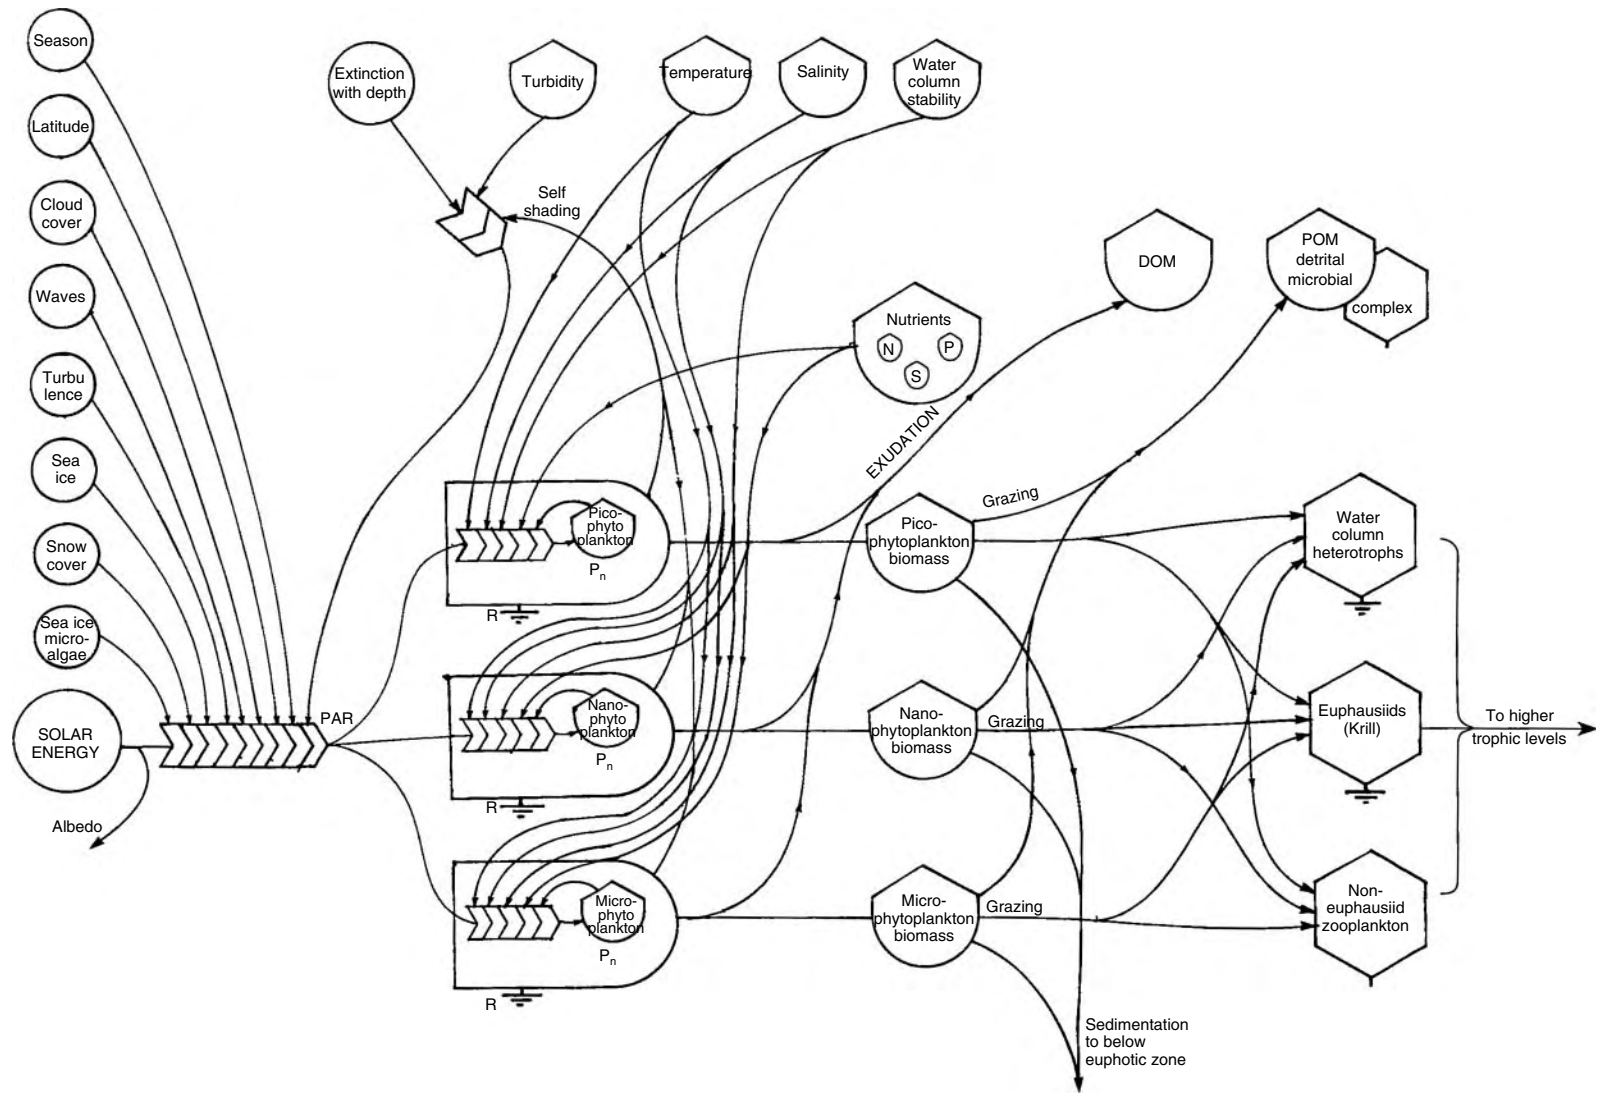 Season
Latitude
Cloud
cover
Waves
Turbu
lence
Sea
ice
Snow
cover
Sea ice
micro-
algae
SOLAR
ENERGY
Albedo
PAR
Extinction
with depth
Turbidity
Temperature
Salinity
Water
column
stability
Self
shading
Nutrients
N
P
S
DOM
POM
detrital
microbial
complex
EXUDATION
Pico-
phyto
plankton
Pn
R
Nano-
phyto
plankton
Pn
R
Micro-
phyto
plankton
Pn
R
Pico-
phytoplankton
biomass
Grazing
Nano-
phytoplankton
biomass
Grazing
Micro-
phytoplankton
biomass
Grazing
Water
column
heterotrophs
Euphausiids
(Krill)
Non-
euphausiid
zooplankton
To higher
trophic levels
Sedimentation
to below
euphotic zone